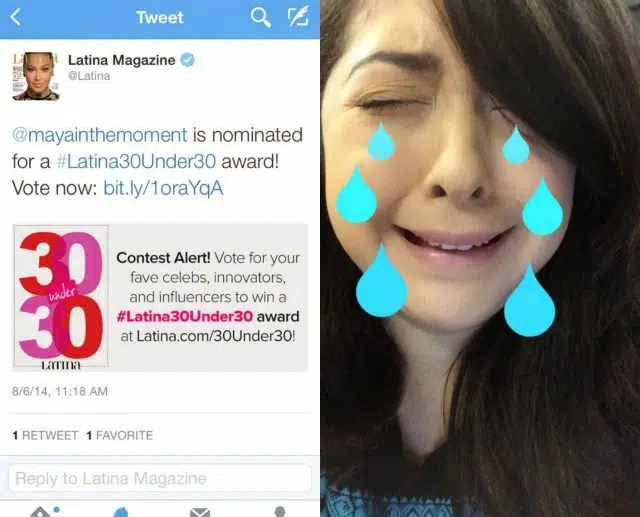 Tweet
Latina Magazine
@Latina
@mayainthemoment is nominated
for a #Latina30Under30 award!
Vote now: bit.ly/1oraYqA
30
under
30
LATINA
Contest Alert! Vote for your
fave celebs, innovators,
and influencers to win a
#Latina30Under30 award
at Latina.com/30Under30!
8/6/14, 11:18 AM
1 RETWEET 1 FAVORITE
Reply to Latina Magazine